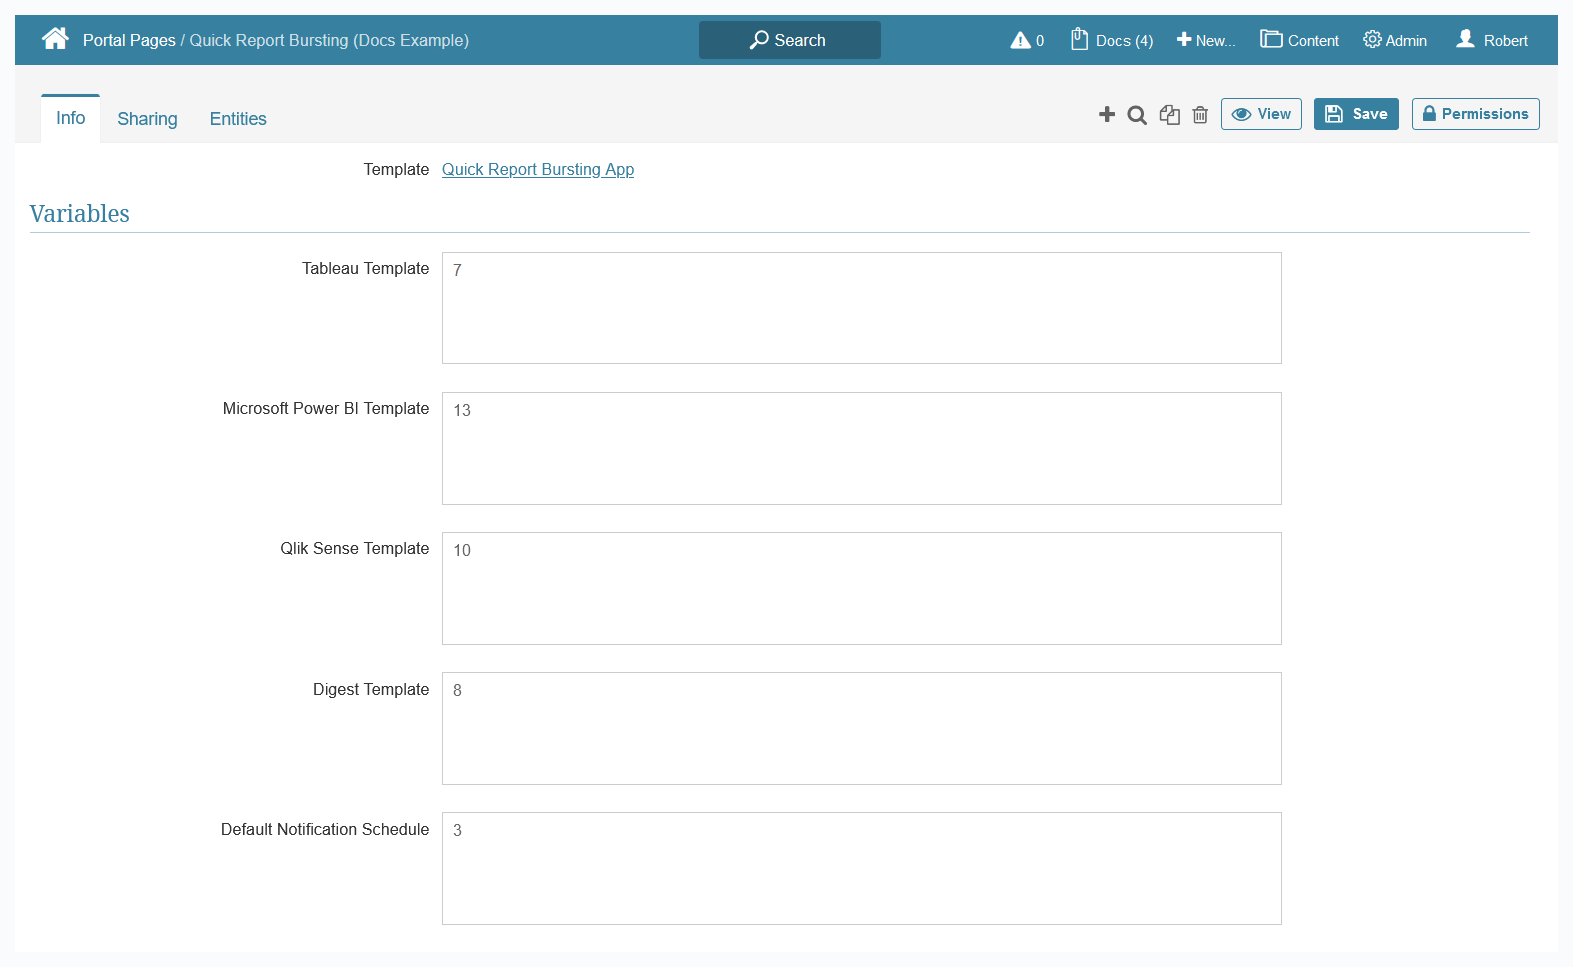 Portal Pages / Quick Report Bursting (Docs Example)
Search
0
Docs (4)
New...
Content
Admin
Robert
Info
Sharing
Entities
View
Save
Permissions
Template Quick Report Bursting App
Variables
Tableau Template 7
Microsoft Power BI Template 13
Qlik Sense Template 10
Digest Template 8
Default Notification Schedule 3